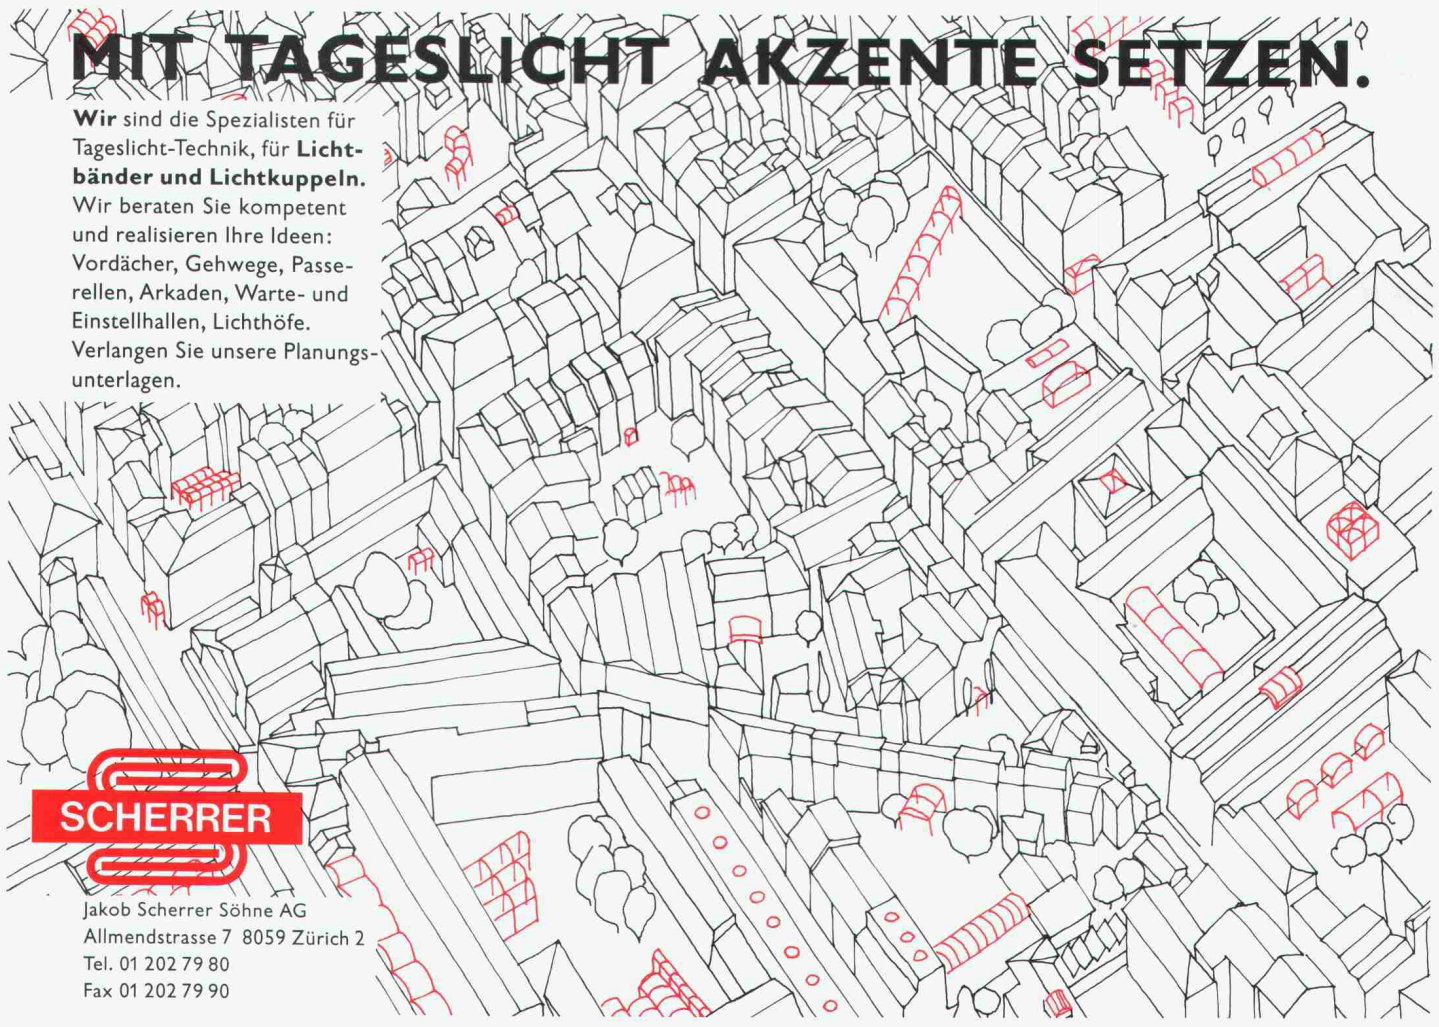 MIT TAGESLICHT AKZENTE SETZEN.
Wir sind die Spezialisten für
Tageslicht-Technik, für Licht-
bänder und Lichtkuppeln.
Wir beraten Sie kompetent
und realisieren Ihre Ideen:
Vordächer, Gehwege, Passe-
rellen, Arkaden, Warte- und
Einstellhallen, Lichthöfe.
Verlangen Sie unsere Planungs-
unterlagen.
SCHERRER
Jakob Scherrer Söhne AG
Allmendstrasse 7 8059 Zürich 2
Tel. 01 202 79 80
Fax 01 202 79 90